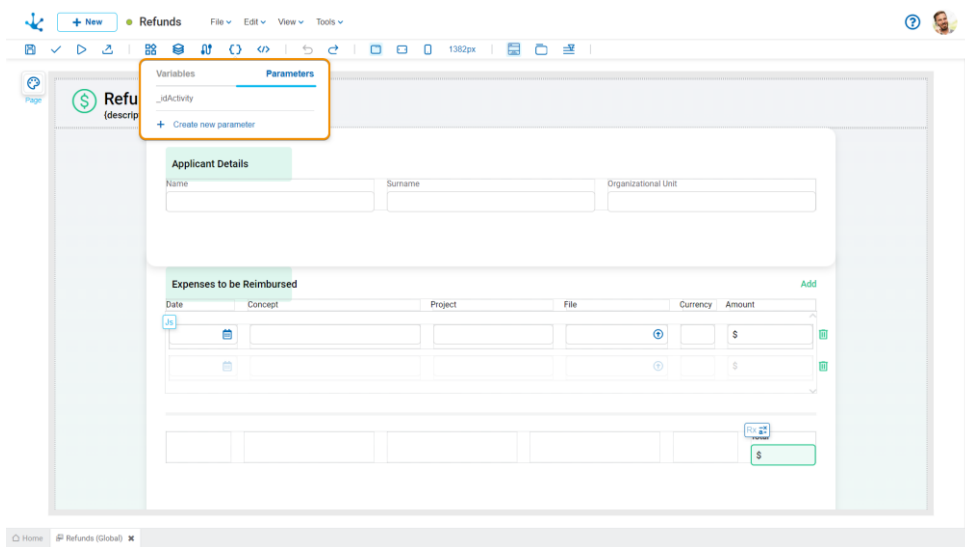 + New
Refunds
File
Edit
View
Tools
1382px
Page
Variables
Parameters
_idActivity
+ Create new parameter
Refu
{descrip
Applicant Details
Name
Surname
Organizational Unit
Expenses to be Reimbursed
Add
Date
Concept
Project
File
Currency
Amount
Js
$
$
Rx
Total
$
Home
Refunds (Global)